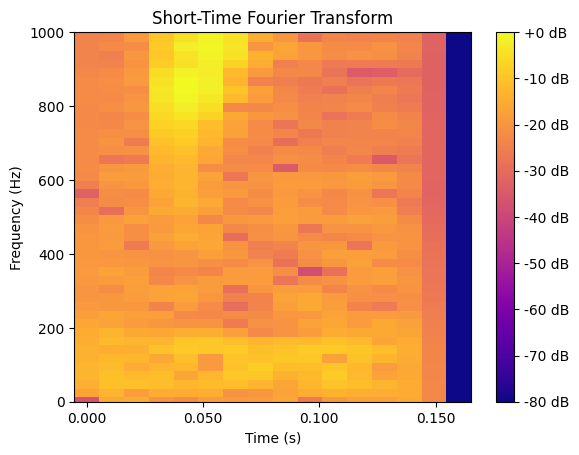 Short-Time Fourier Transform
Frequency (Hz)
1000
800
600
400
200
0
0.000
0.050
0.100
0.150
Time (s)
+0 dB
-10 dB
-20 dB
-30 dB
-40 dB
-50 dB
-60 dB
-70 dB
-80 dB